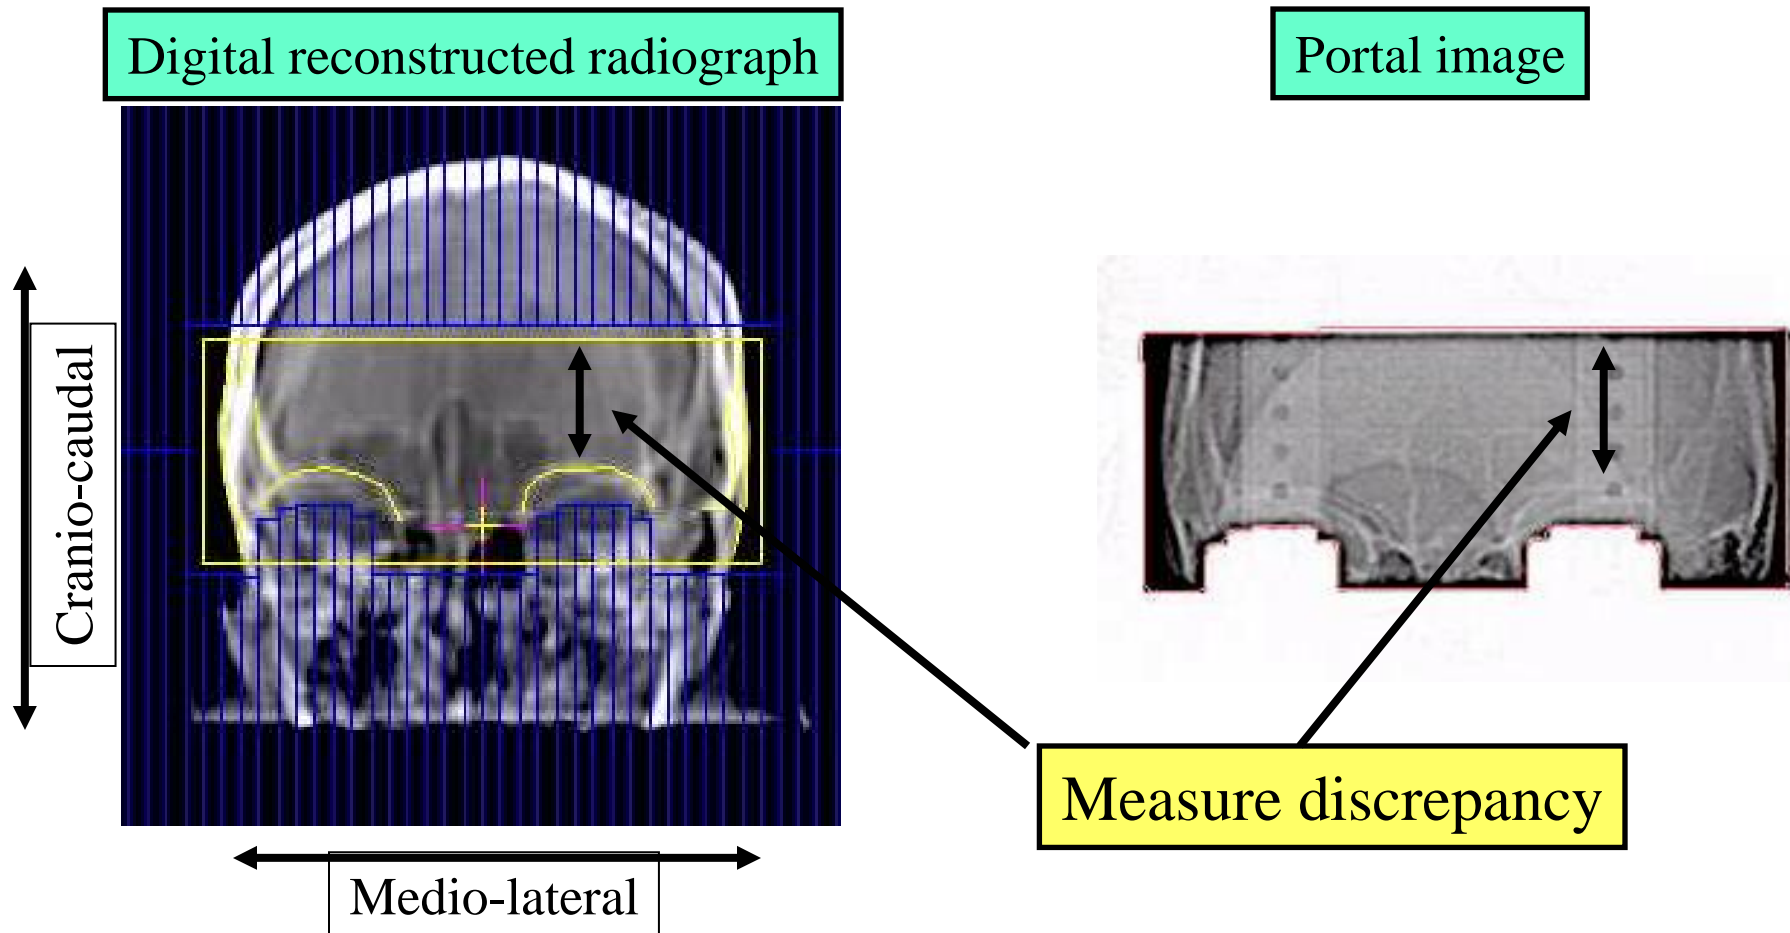 Digital reconstructed radiograph
Portal image
Cranio-caudal
Measure discrepancy
Medio-lateral